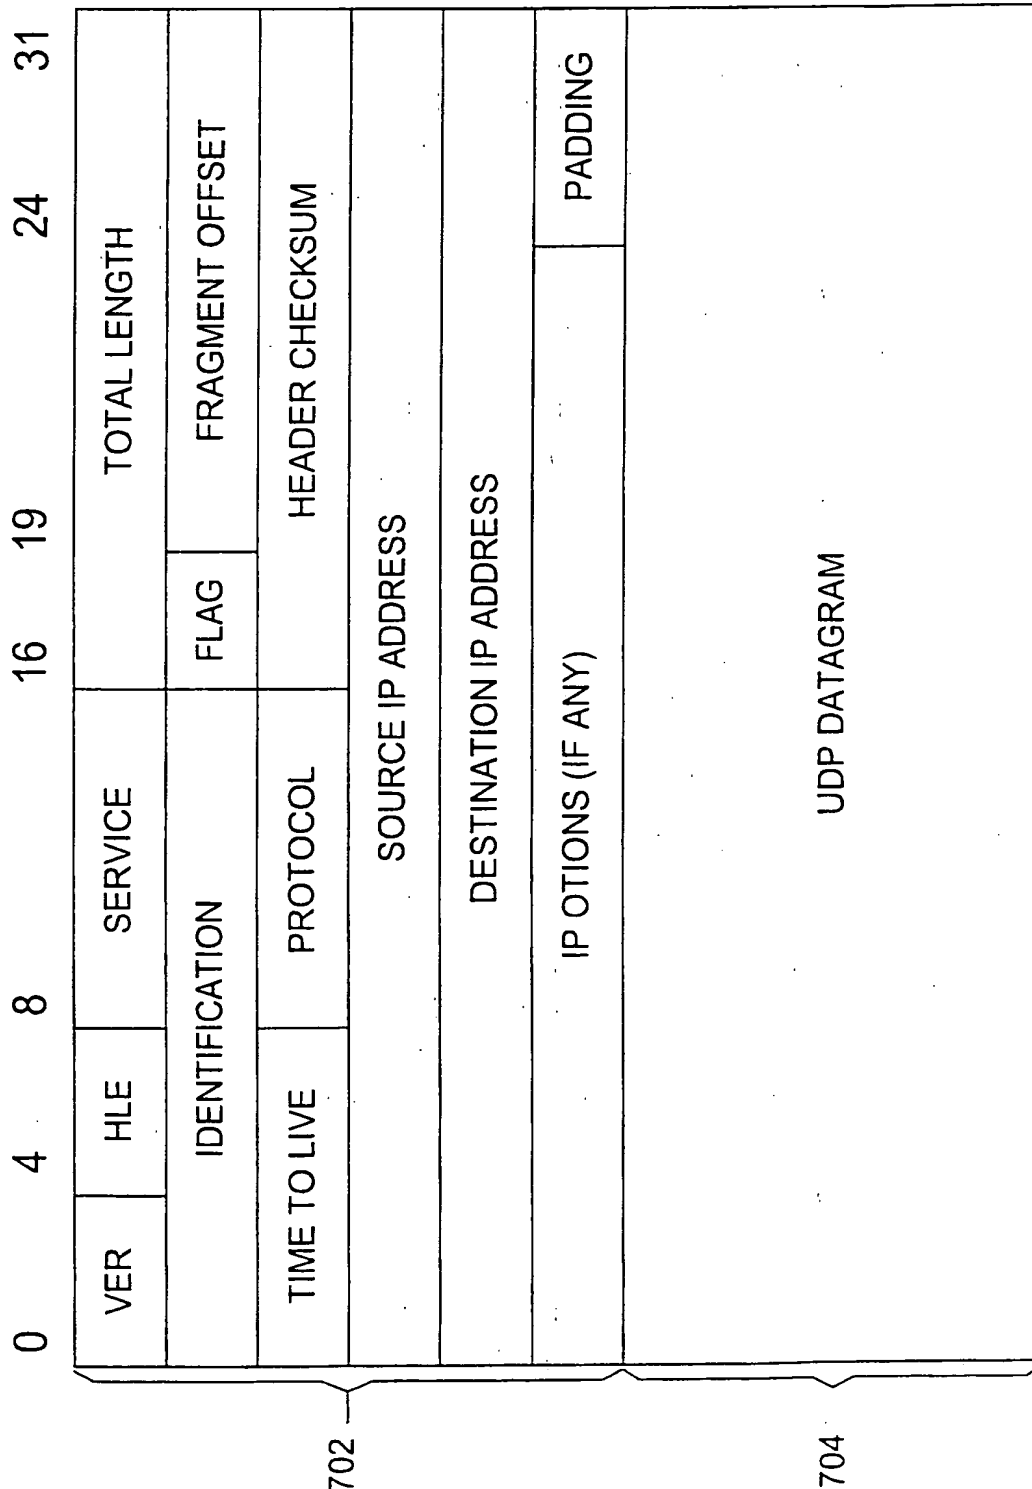 0 4 8 16 19 24 31
VER HLE SERVICE TOTAL LENGTH
IDENTIFICATION FLAG FRAGMENT OFFSET
TIME TO LIVE PROTOCOL HEADER CHECKSUM
SOURCE IP ADDRESS
DESTINATION IP ADDRESS
IP OTIONS (IF ANY) PADDING
UDP DATAGRAM
702
704